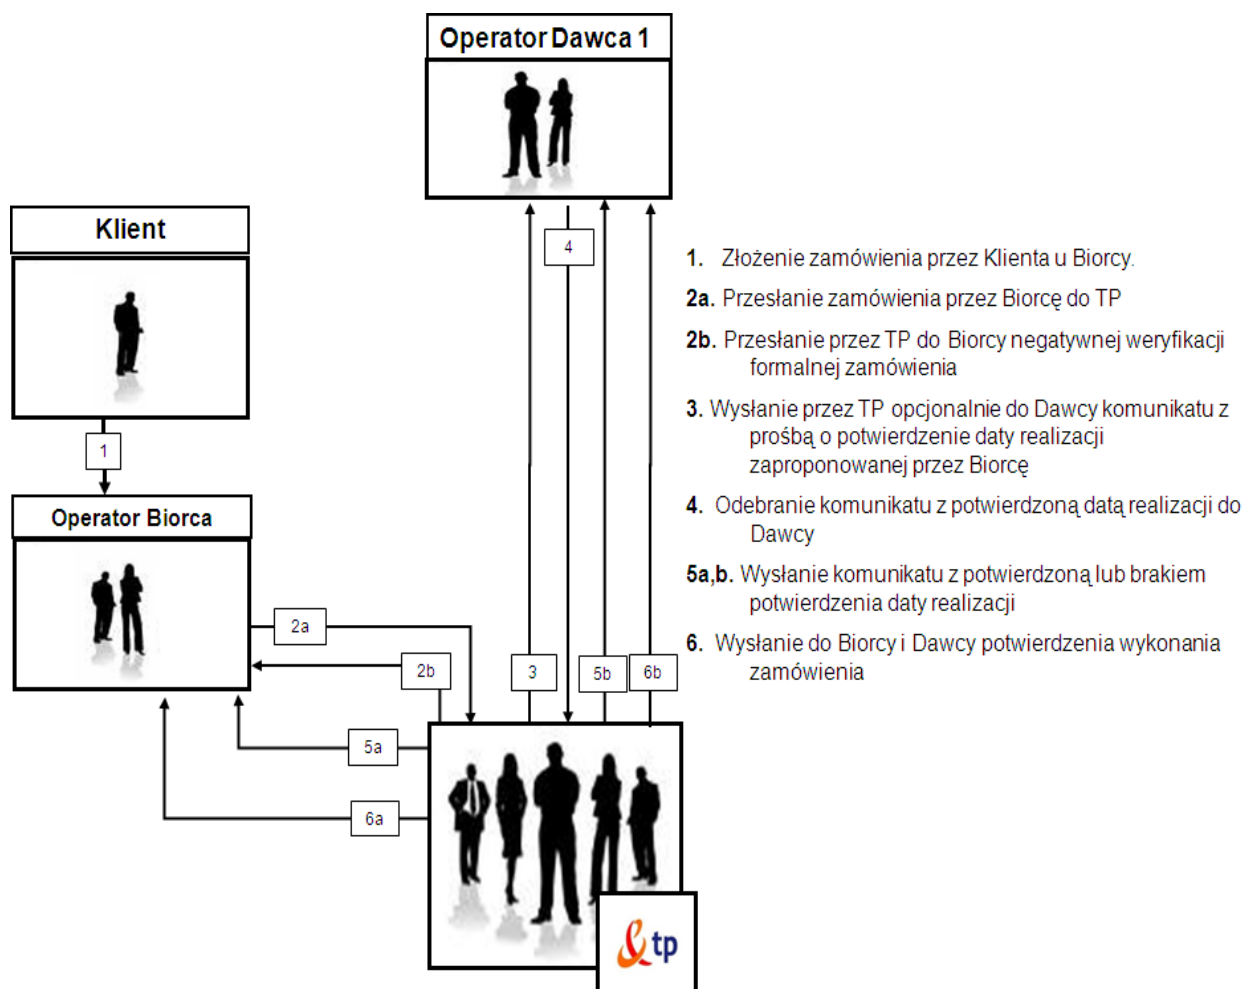 Operator Dawca 1
4
Klient
1
Operator Biorca
2a
2b
3
5b
6b
5a
6a
tp
1. Złożenie zamówienia przez Klienta u Biorcy.
2a. Przesłanie zamówienia przez Biorcę do TP
2b. Przesłanie przez TP do Biorcy negatywnej weryfikacji
formalnej zamówienia
3. Wysłanie przez TP opcjonalnie do Dawcy komunikatu z
prośbą o potwierdzenie daty realizacji
zaproponowanej przez Biorcę
4. Odebranie komunikatu z potwierdzoną datą realizacji do
Dawcy
5a,b. Wysłanie komunikatu z potwierdzoną lub brakiem
potwierdzenia daty realizacji
6. Wysłanie do Biorcy i Dawcy potwierdzenia wykonania
zamówienia